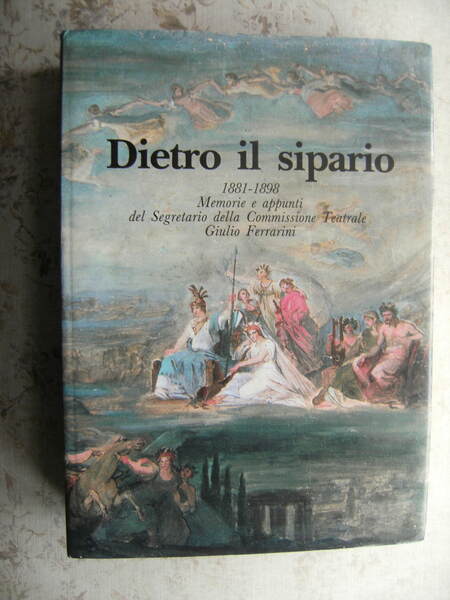 Dietro il sipario
1881-1898
Memorie e appunti
del Segretario della Commissione Teatrale
Giulio Ferrarini